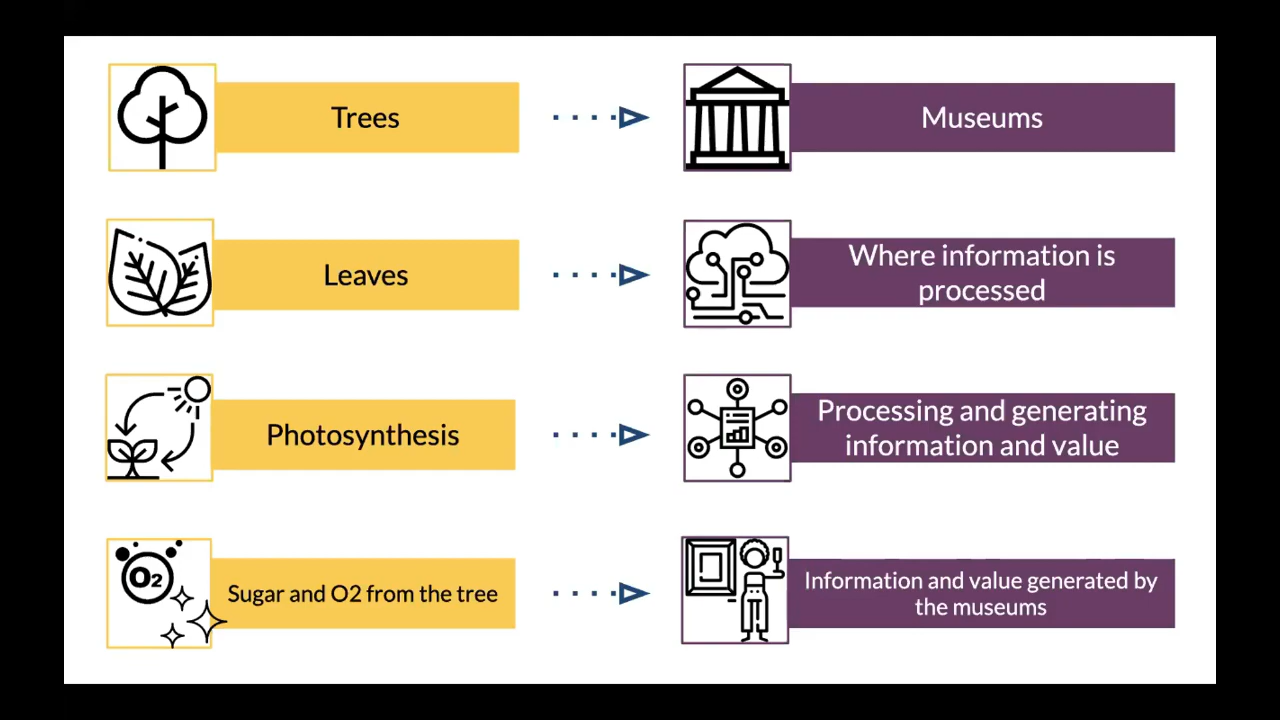 Trees
Museums
Leaves
Where information is
processed
Photosynthesis
Processing and generating
information and value
O2
Sugar and O2 from the tree
Information and value generated by
the museums